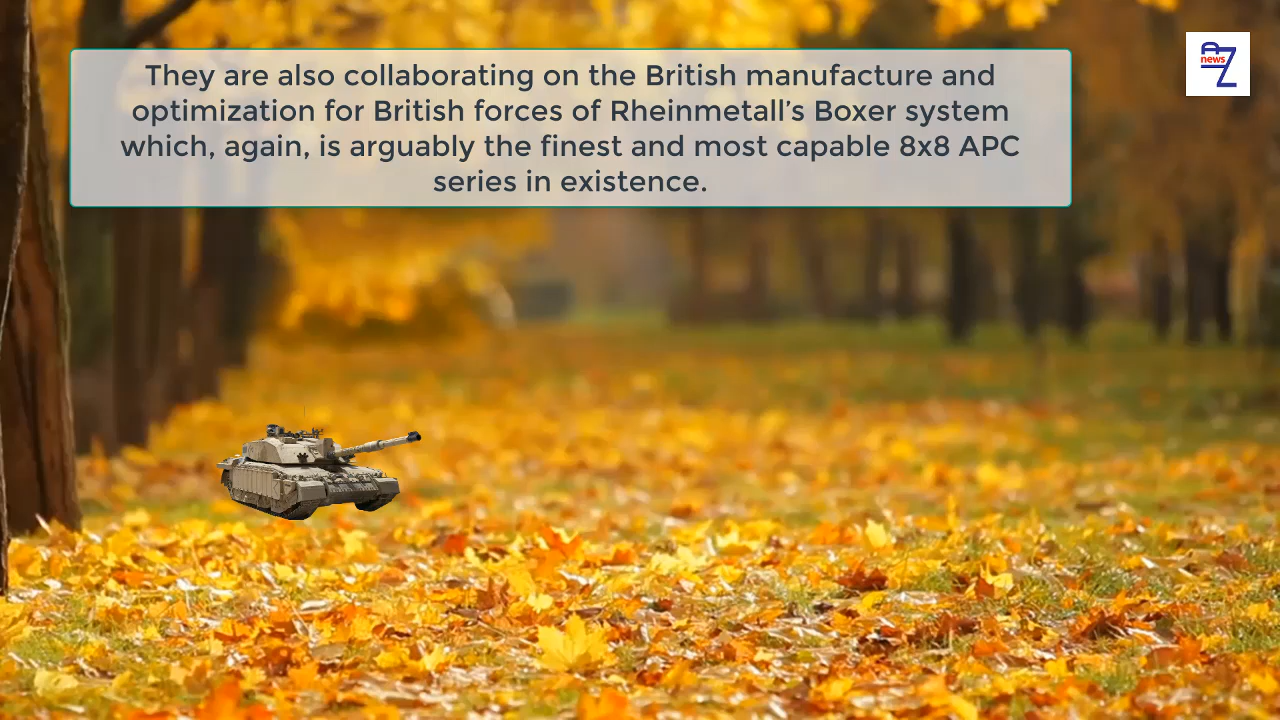 They are also collaborating on the British manufacture and
optimization for British forces of Rheinmetall’s Boxer system
which, again, is arguably the finest and most capable 8x8 APC
series in existence.
A
news
Z